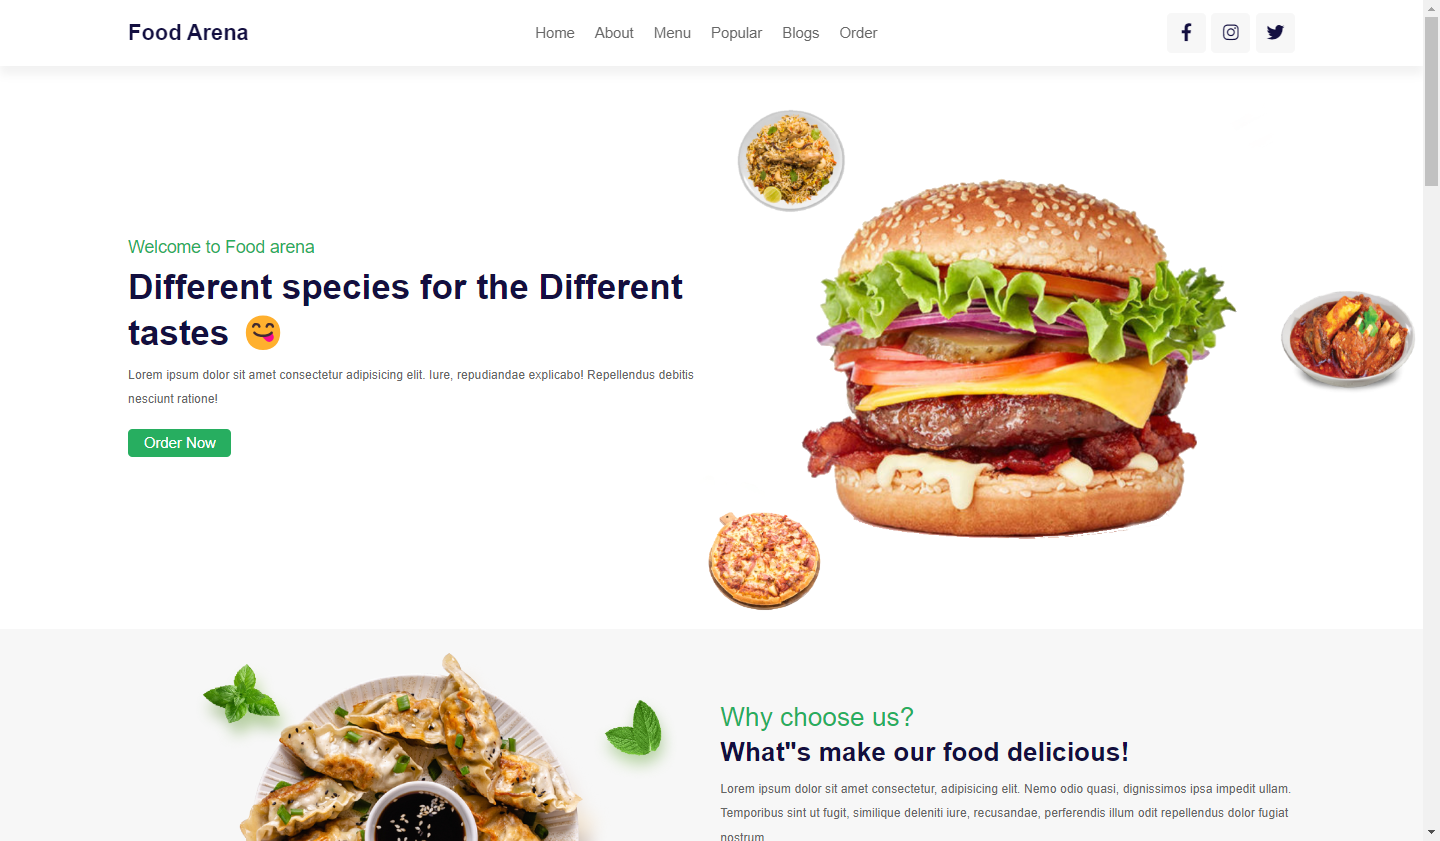 Food Arena
Home About Menu Popular Blogs Order
Welcome to Food arena
Different species for the Different
tastes 😋
Lorem ipsum dolor sit amet consectetur adipisicing elit. Iure, repudiandae explicabo! Repellendus debitis
nesciunt ratione!
Order Now
Why choose us?
What"s make our food delicious!
Lorem ipsum dolor sit amet consectetur, adipisicing elit. Nemo odio quasi, dignissimos ipsa impedit ullam.
Temporibus sint ut fugit, similique deleniti iure, recusandae, perferendis illum odit repellendus dolor fugiat
nostrum